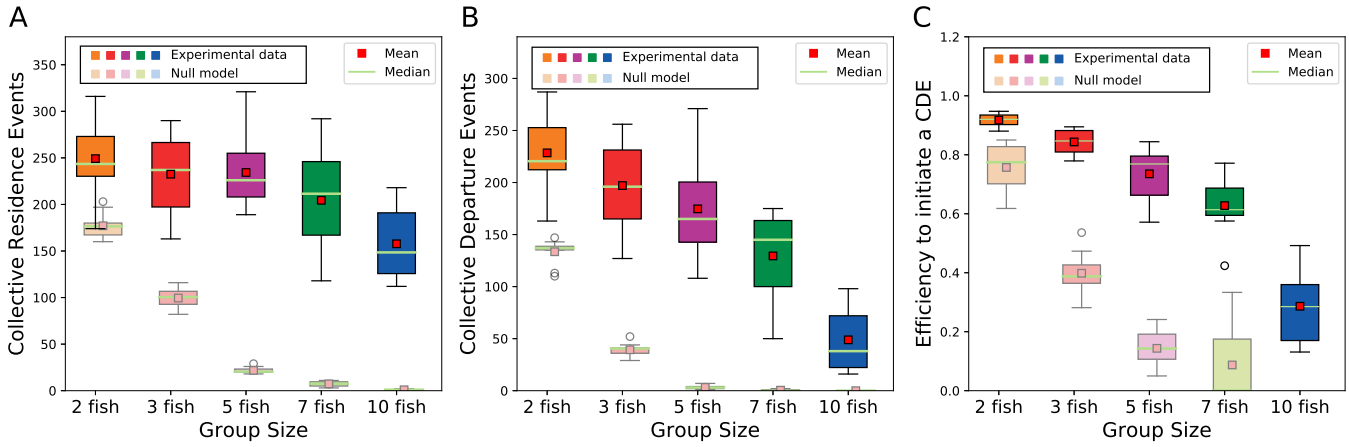 A
Collective Residence Events
350
300
250
200
150
100
50
0
Experimental data
Null model
Mean
Median
2 fish 3 fish 5 fish 7 fish 10 fish
Group Size
B
Collective Departure Events
300
250
200
150
100
50
0
Experimental data
Null model
Mean
Median
2 fish 3 fish 5 fish 7 fish 10 fish
Group Size
C
Efficiency to initiate a CDE
1.2
1.0
0.8
0.6
0.4
0.2
0.0
Experimental data
Null model
Mean
Median
2 fish 3 fish 5 fish 7 fish 10 fish
Group Size